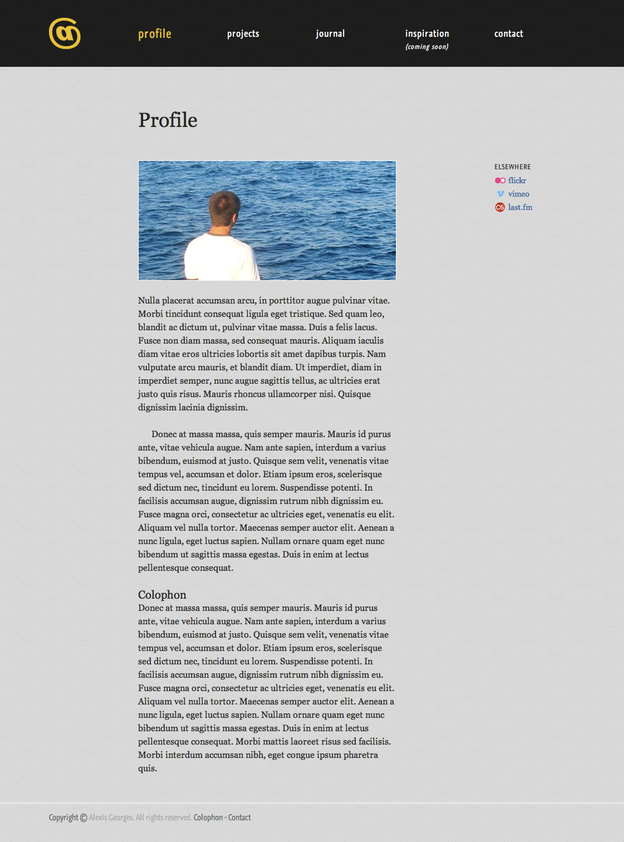 profile
projects
journal
inspiration
(coming soon)
contact
Profile
ELSEWHERE
flickr
vimeo
last.fm
Nulla placerat accumsan arcu, in porttitor augue pulvinar vitae.
Morbi tincidunt consequat ligula eget tristique. Sed quam leo,
blandit ac dictum ut, pulvinar vitae massa. Duis a felis lacus.
Fusce non diam massa, sed consequat mauris. Aliquam iaculis
diam vitae eros ultricies lobortis sit amet dapibus turpis. Nam
vulputate arcu mauris, et blandit diam. Ut imperdiet, diam in
imperdiet semper, nunc augue sagittis tellus, ac ultricies erat
justo quis risus. Mauris rhoncus ullamcorper nisi. Quisque
dignissim lacinia dignissim.
Donec at massa massa, quis semper mauris. Mauris id purus
ante, vitae vehicula augue. Nam ante sapien, interdum a varius
bibendum, euismod at justo. Quisque sem velit, venenatis vitae
tempus vel, accumsan et dolor. Etiam ipsum eros, scelerisque
sed dictum nec, tincidunt eu lorem. Suspendisse potenti. In
facilisis accumsan augue, dignissim rutrum nibh dignissim eu.
Fusce magna orci, consectetur ac ultricies eget, venenatis eu elit.
Aliquam vel nulla tortor. Maecenas semper auctor elit. Aenean a
nunc ligula, eget luctus sapien. Nullam ornare quam eget nunc
bibendum ut sagittis massa egestas. Duis in enim at lectus
pellentesque consequat.
Colophon
Donec at massa massa, quis semper mauris. Mauris id purus
ante, vitae vehicula augue. Nam ante sapien, interdum a varius
bibendum, euismod at justo. Quisque sem velit, venenatis vitae
tempus vel, accumsan et dolor. Etiam ipsum eros, scelerisque
sed dictum nec, tincidunt eu lorem. Suspendisse potenti. In
facilisis accumsan augue, dignissim rutrum nibh dignissim eu.
Fusce magna orci, consectetur ac ultricies eget, venenatis eu elit.
Aliquam vel nulla tortor. Maecenas semper auctor elit. Aenean a
nunc ligula, eget luctus sapien. Nullam ornare quam eget nunc
bibendum ut sagittis massa egestas. Duis in enim at lectus
pellentesque consequat. Morbi mattis laoreet risus sed facilisis.
Morbi interdum accumsan nibh, eget congue ipsum pharetra
quis.
Copyright © Alexis Georges. All rights reserved. Colophon - Contact